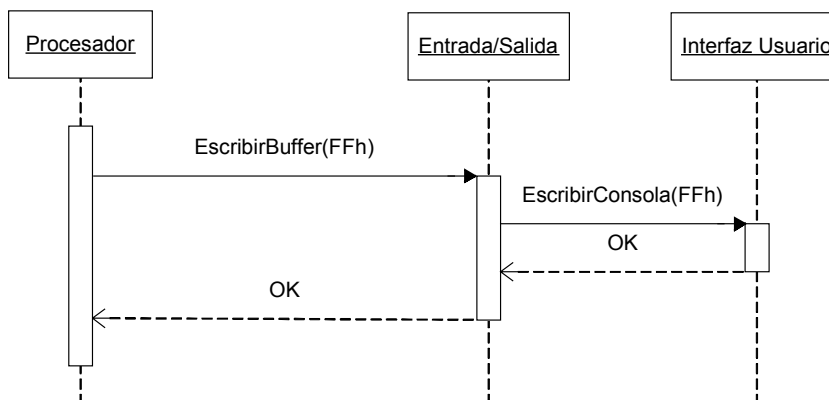 Procesador
Entrada/Salida
Interfaz Usuario
EscribirBuffer(FFh)
EscribirConsola(FFh)
OK
OK